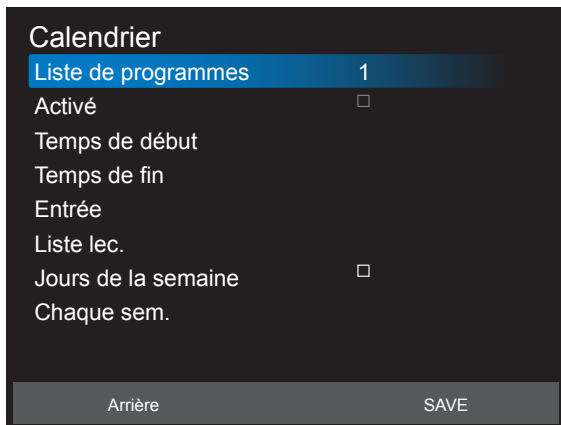 Calendrier
Liste de programmes 1
Activé
Temps de début
Temps de fin
Entrée
Liste lec.
Jours de la semaine
Chaque sem.
Arrière SAVE